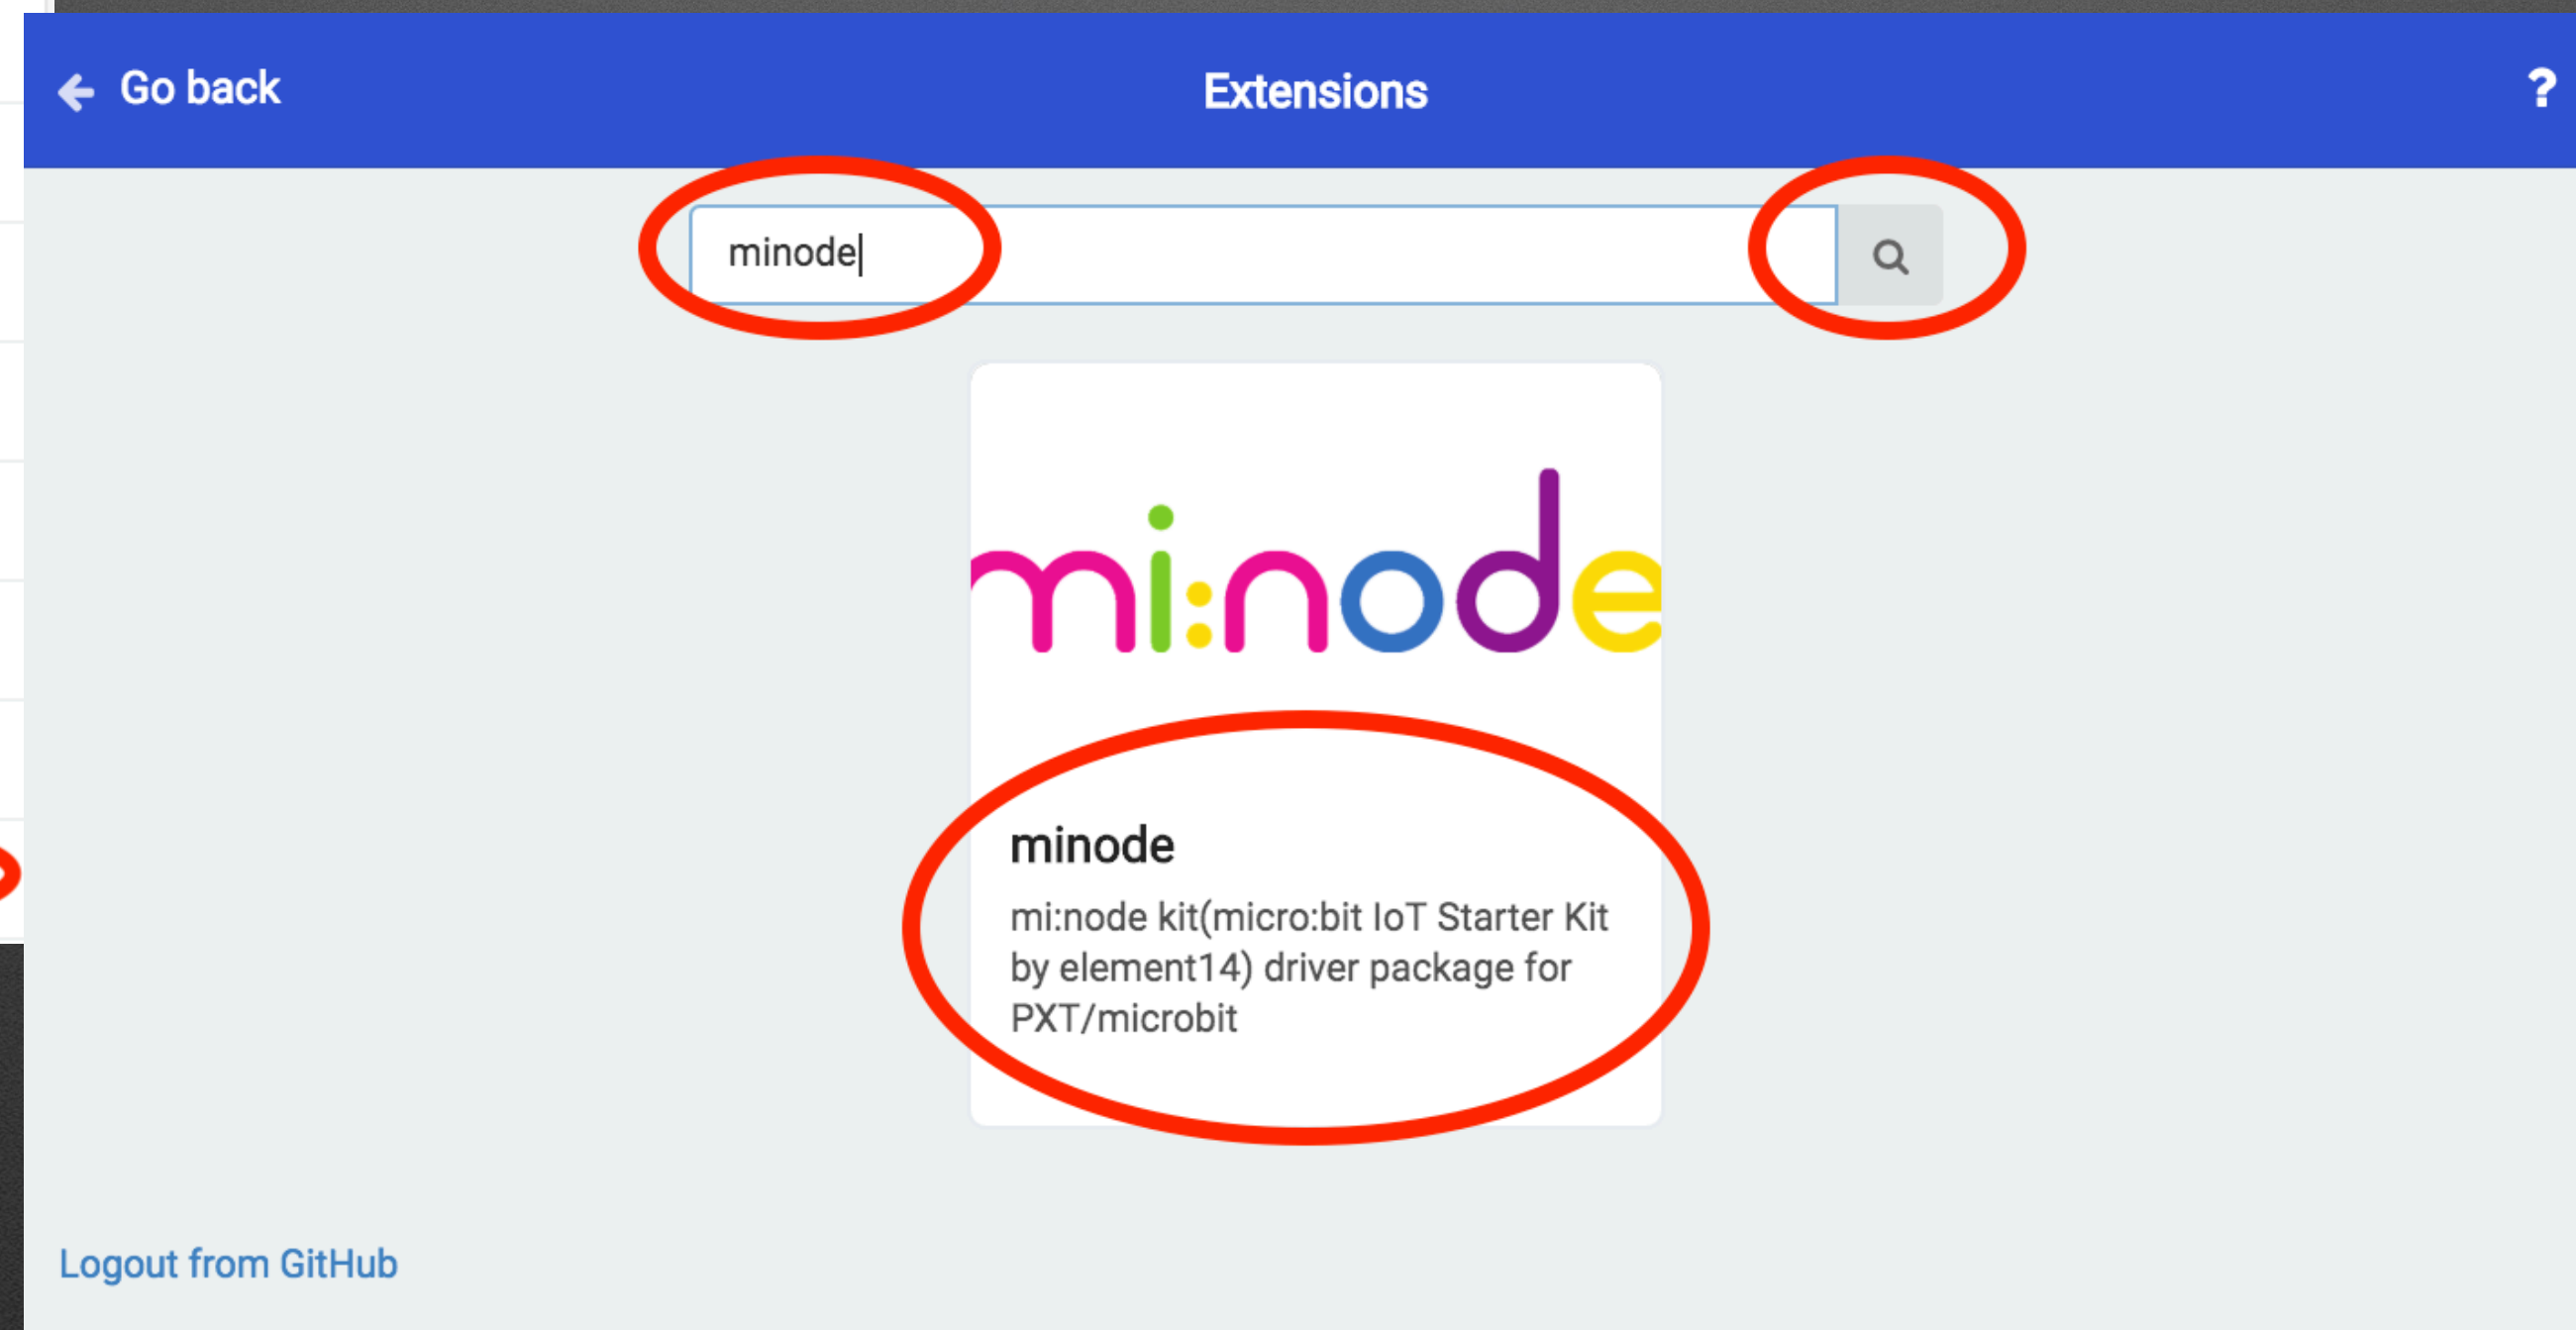 Go back
Extensions
?
minode
mi:node
minode
mi:node kit(micro:bit IoT Starter Kit
by element14) driver package for
PXT/microbit
Logout from GitHub